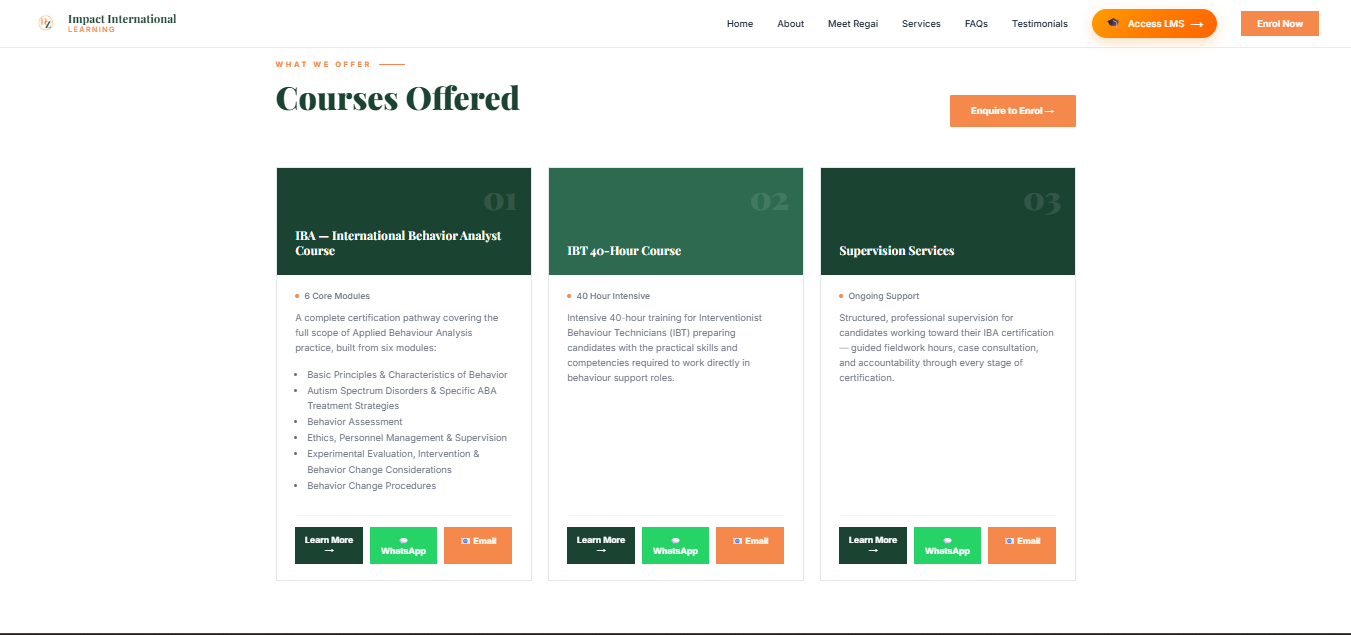 Impact International
LEARNING
Home
About
Meet Regai
Services
FAQs
Testimonials
Access LMS →
Enrol Now
WHAT WE OFFER
Courses Offered
Enquire to Enrol →
01
IBA — International Behavior Analyst
Course
6 Core Modules
A complete certification pathway covering the
full scope of Applied Behaviour Analysis
practice, built from six modules:
• Basic Principles & Characteristics of Behavior
• Autism Spectrum Disorders & Specific ABA
Treatment Strategies
• Behavior Assessment
• Ethics, Personnel Management & Supervision
• Experimental Evaluation, Intervention &
Behavior Change Considerations
• Behavior Change Procedures
Learn More
→
WhatsApp
Email
02
IBT 40-Hour Course
40 Hour Intensive
Intensive 40-hour training for Interventionist
Behaviour Technicians (IBT) preparing
candidates with the practical skills and
competencies required to work directly in
behaviour support roles.
Learn More
→
WhatsApp
Email
03
Supervision Services
Ongoing Support
Structured, professional supervision for
candidates working toward their IBA certification
— guided fieldwork hours, case consultation,
and accountability through every stage of
certification.
Learn More
→
WhatsApp
Email